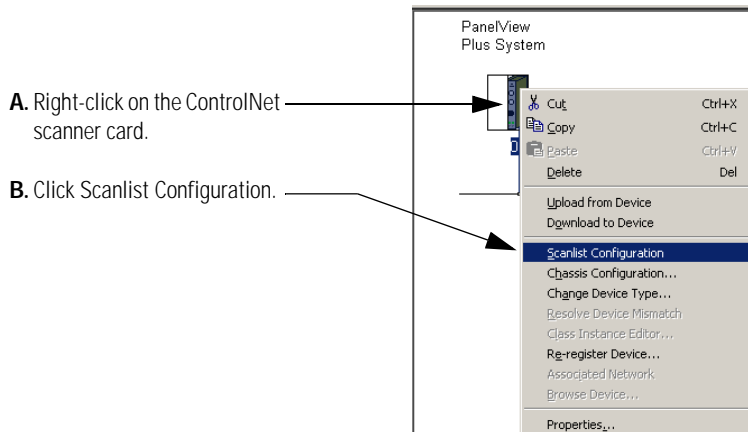 PanelView
Plus System
A. Right-click on the ControlNet
scanner card.
B. Click Scanlist Configuration.
Cut Ctrl+X
Copy Ctrl+C
Paste Ctrl+V
Delete Del
Upload from Device
Download to Device
Scanlist Configuration
Chassis Configuration...
Change Device Type...
Resolve Device Mismatch
Class Instance Editor...
Re-register Device...
Associated Network
Browse Device...
Properties...